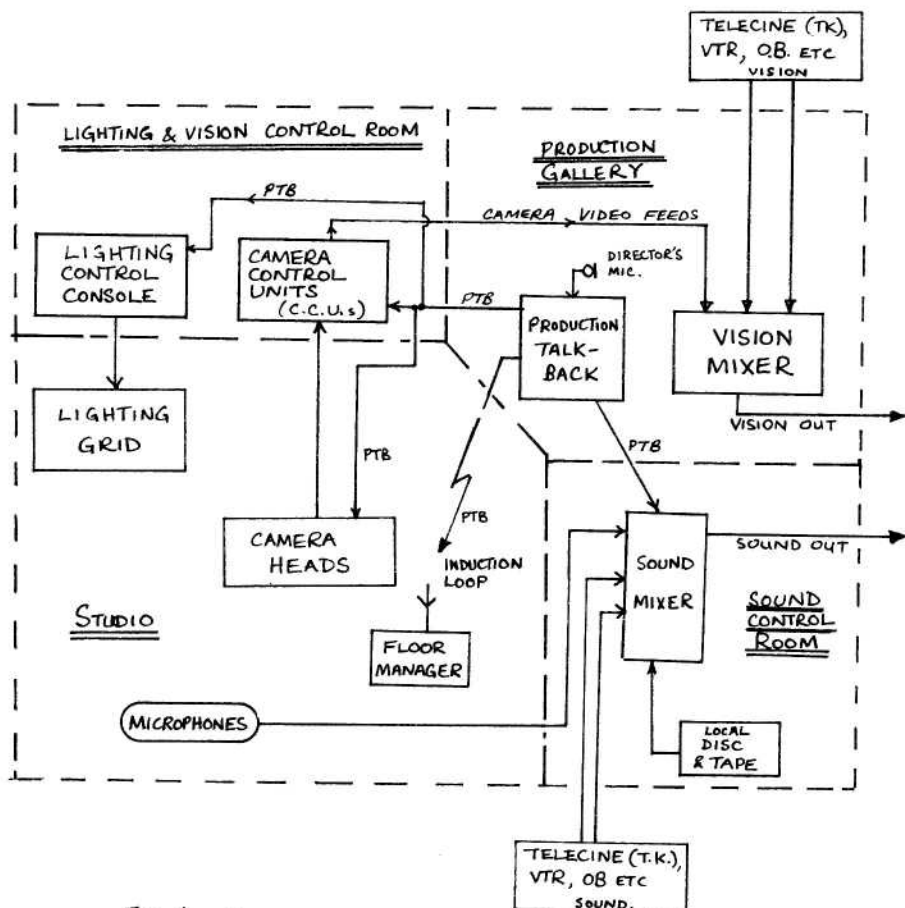 TELECINE (TK),
VTR, O.B. ETC
VISION
LIGHTING & VISION CONTROL ROOM
PRODUCTION
GALLERY
PTB
CAMERA VIDEO FEEDS
LIGHTING
CONTROL
CONSOLE
CAMERA
CONTROL
UNITS
(C.C.U.s)
DIRECTOR'S
MIC.
PTB
PRODUCTION
TALK-
BACK
VISION
MIXER
LIGHTING
GRID
VISION OUT
PTB
PTB
PTB
CAMERA
HEADS
INDUCTION
LOOP
SOUND
MIXER
SOUND OUT
STUDIO
SOUND
CONTROL
ROOM
FLOOR
MANAGER
MICROPHONES
LOCAL
DISC
& TAPE
TELECINE (T.K.),
VTR, OB ETC
SOUND.